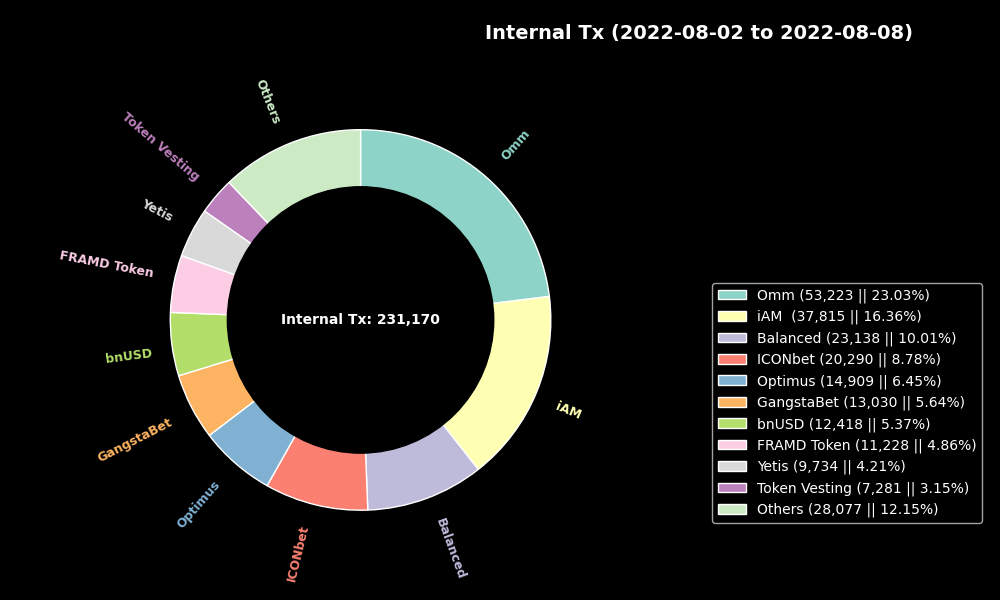 Internal Tx (2022-08-02 to 2022-08-08)
Others
Omm
Token Vesting
Yetis
FRAMD Token
bnUSD
GangstaBet
Optimus
ICONbet
Balanced
iAM
Internal Tx: 231,170
Omm (53,223 || 23.03%)
iAM  (37,815 || 16.36%)
Balanced (23,138 || 10.01%)
ICONbet (20,290 || 8.78%)
Optimus (14,909 || 6.45%)
GangstaBet (13,030 || 5.64%)
bnUSD (12,418 || 5.37%)
FRAMD Token (11,228 || 4.86%)
Yetis (9,734 || 4.21%)
Token Vesting (7,281 || 3.15%)
Others (28,077 || 12.15%)